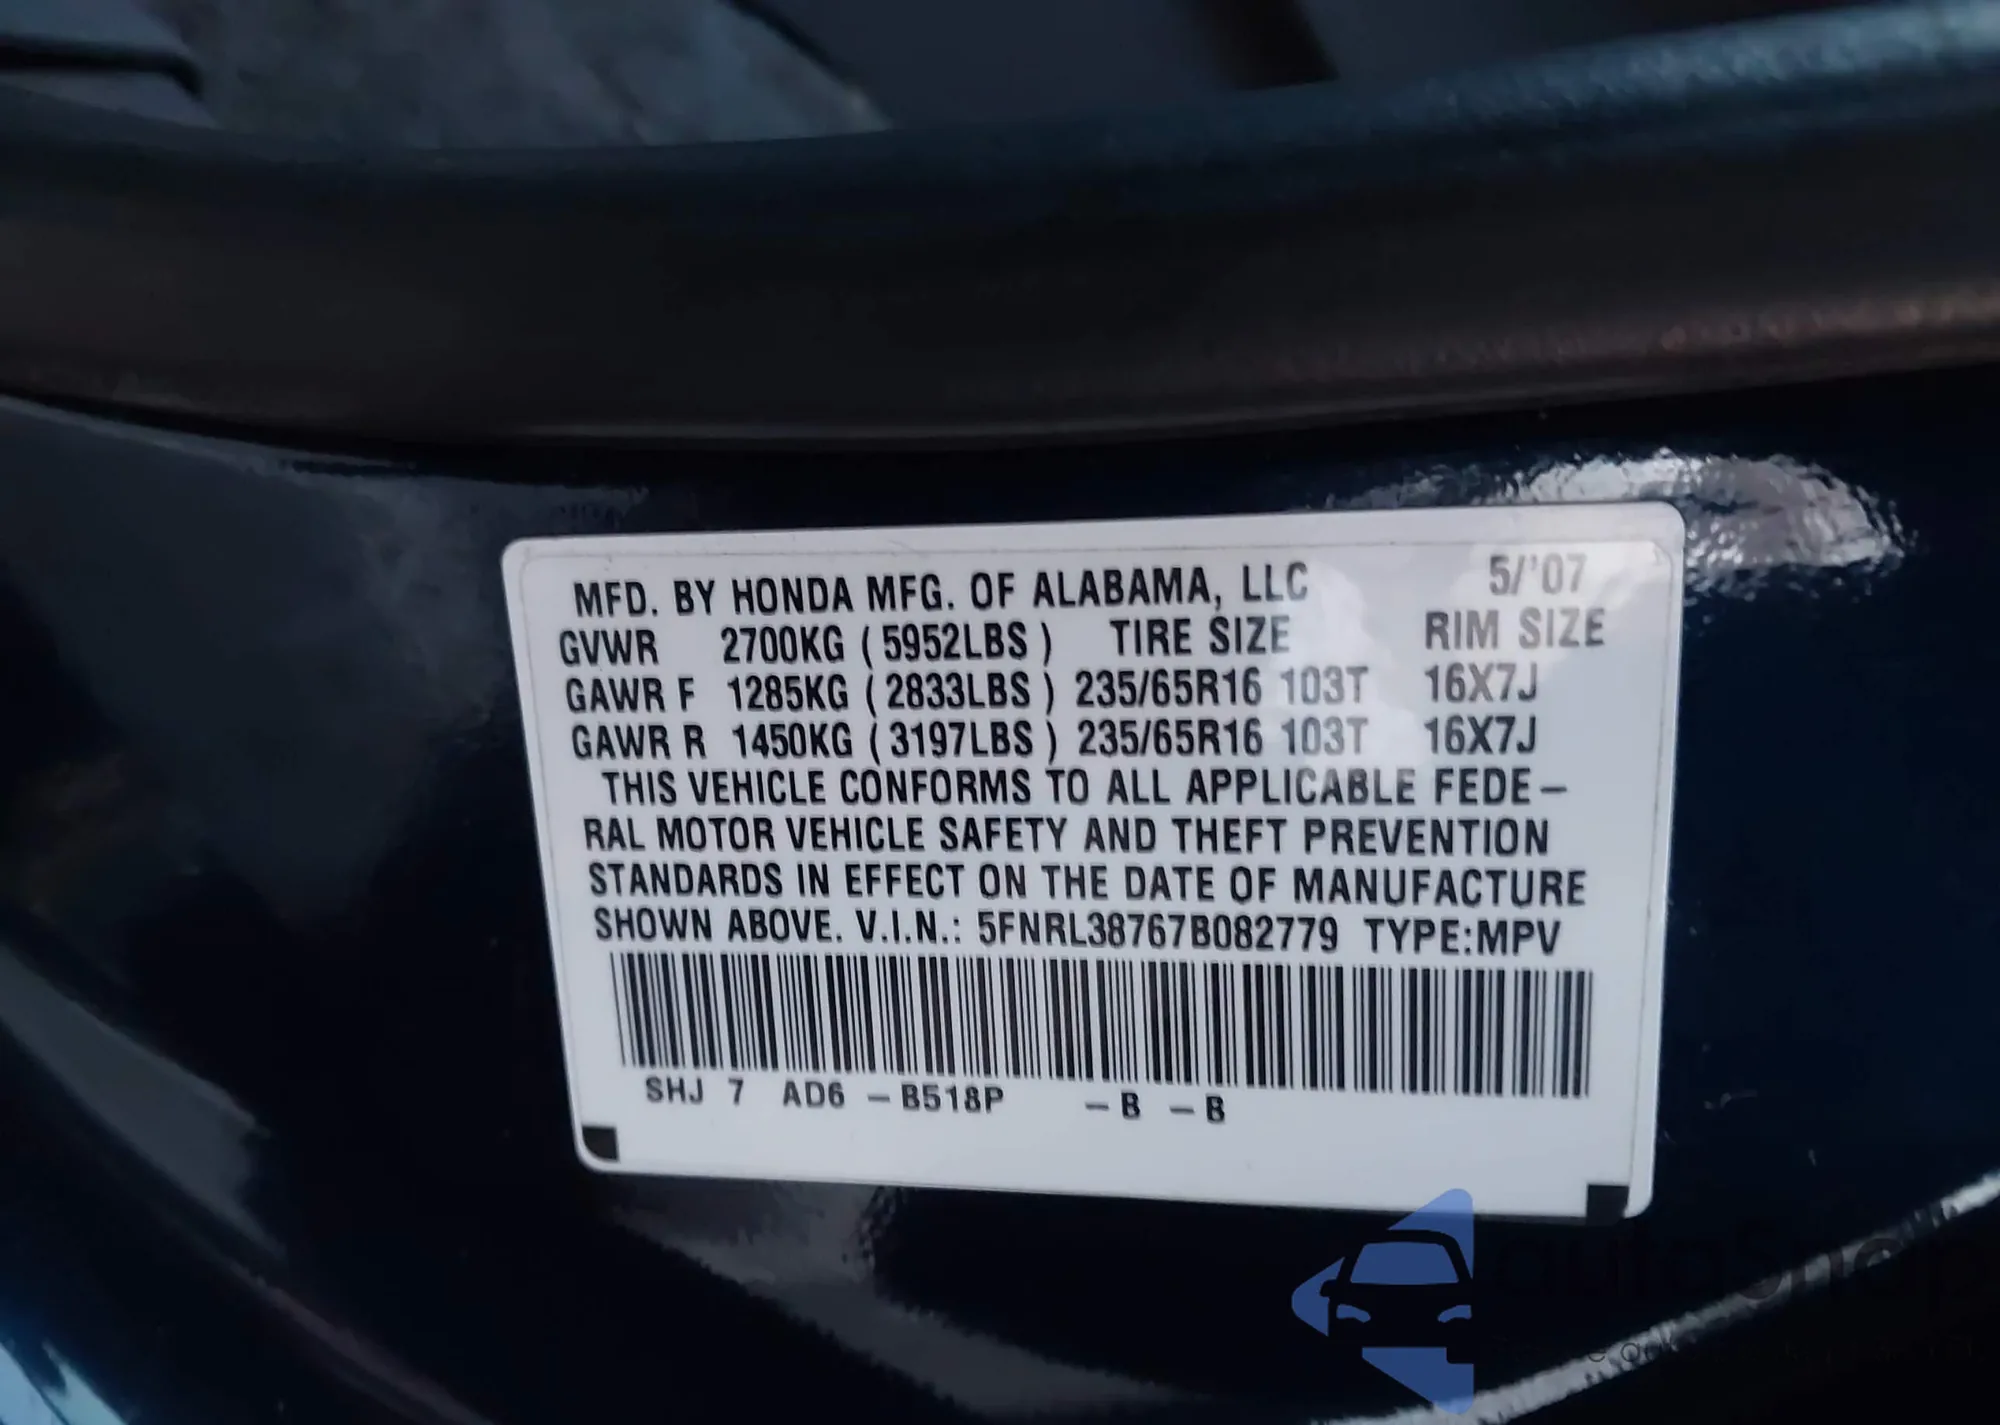 MFD. BY HONDA MFG. OF ALABAMA, LLC 5/'07
GVWR 2700KG ( 5952LBS ) TIRE SIZE RIM SIZE
GAWR F 1285KG ( 2833LBS ) 235/65R16 103T 16X7J
GAWR R 1450KG ( 3197LBS ) 235/65R16 103T 16X7J
THIS VEHICLE CONFORMS TO ALL APPLICABLE FEDE-
RAL MOTOR VEHICLE SAFETY AND THEFT PREVENTION
STANDARDS IN EFFECT ON THE DATE OF MANUFACTURE
SHOWN ABOVE. V.I.N.: 5FNRL38767B082779 TYPE:MPV
SHJ 7 AD6 -B518P -B -B